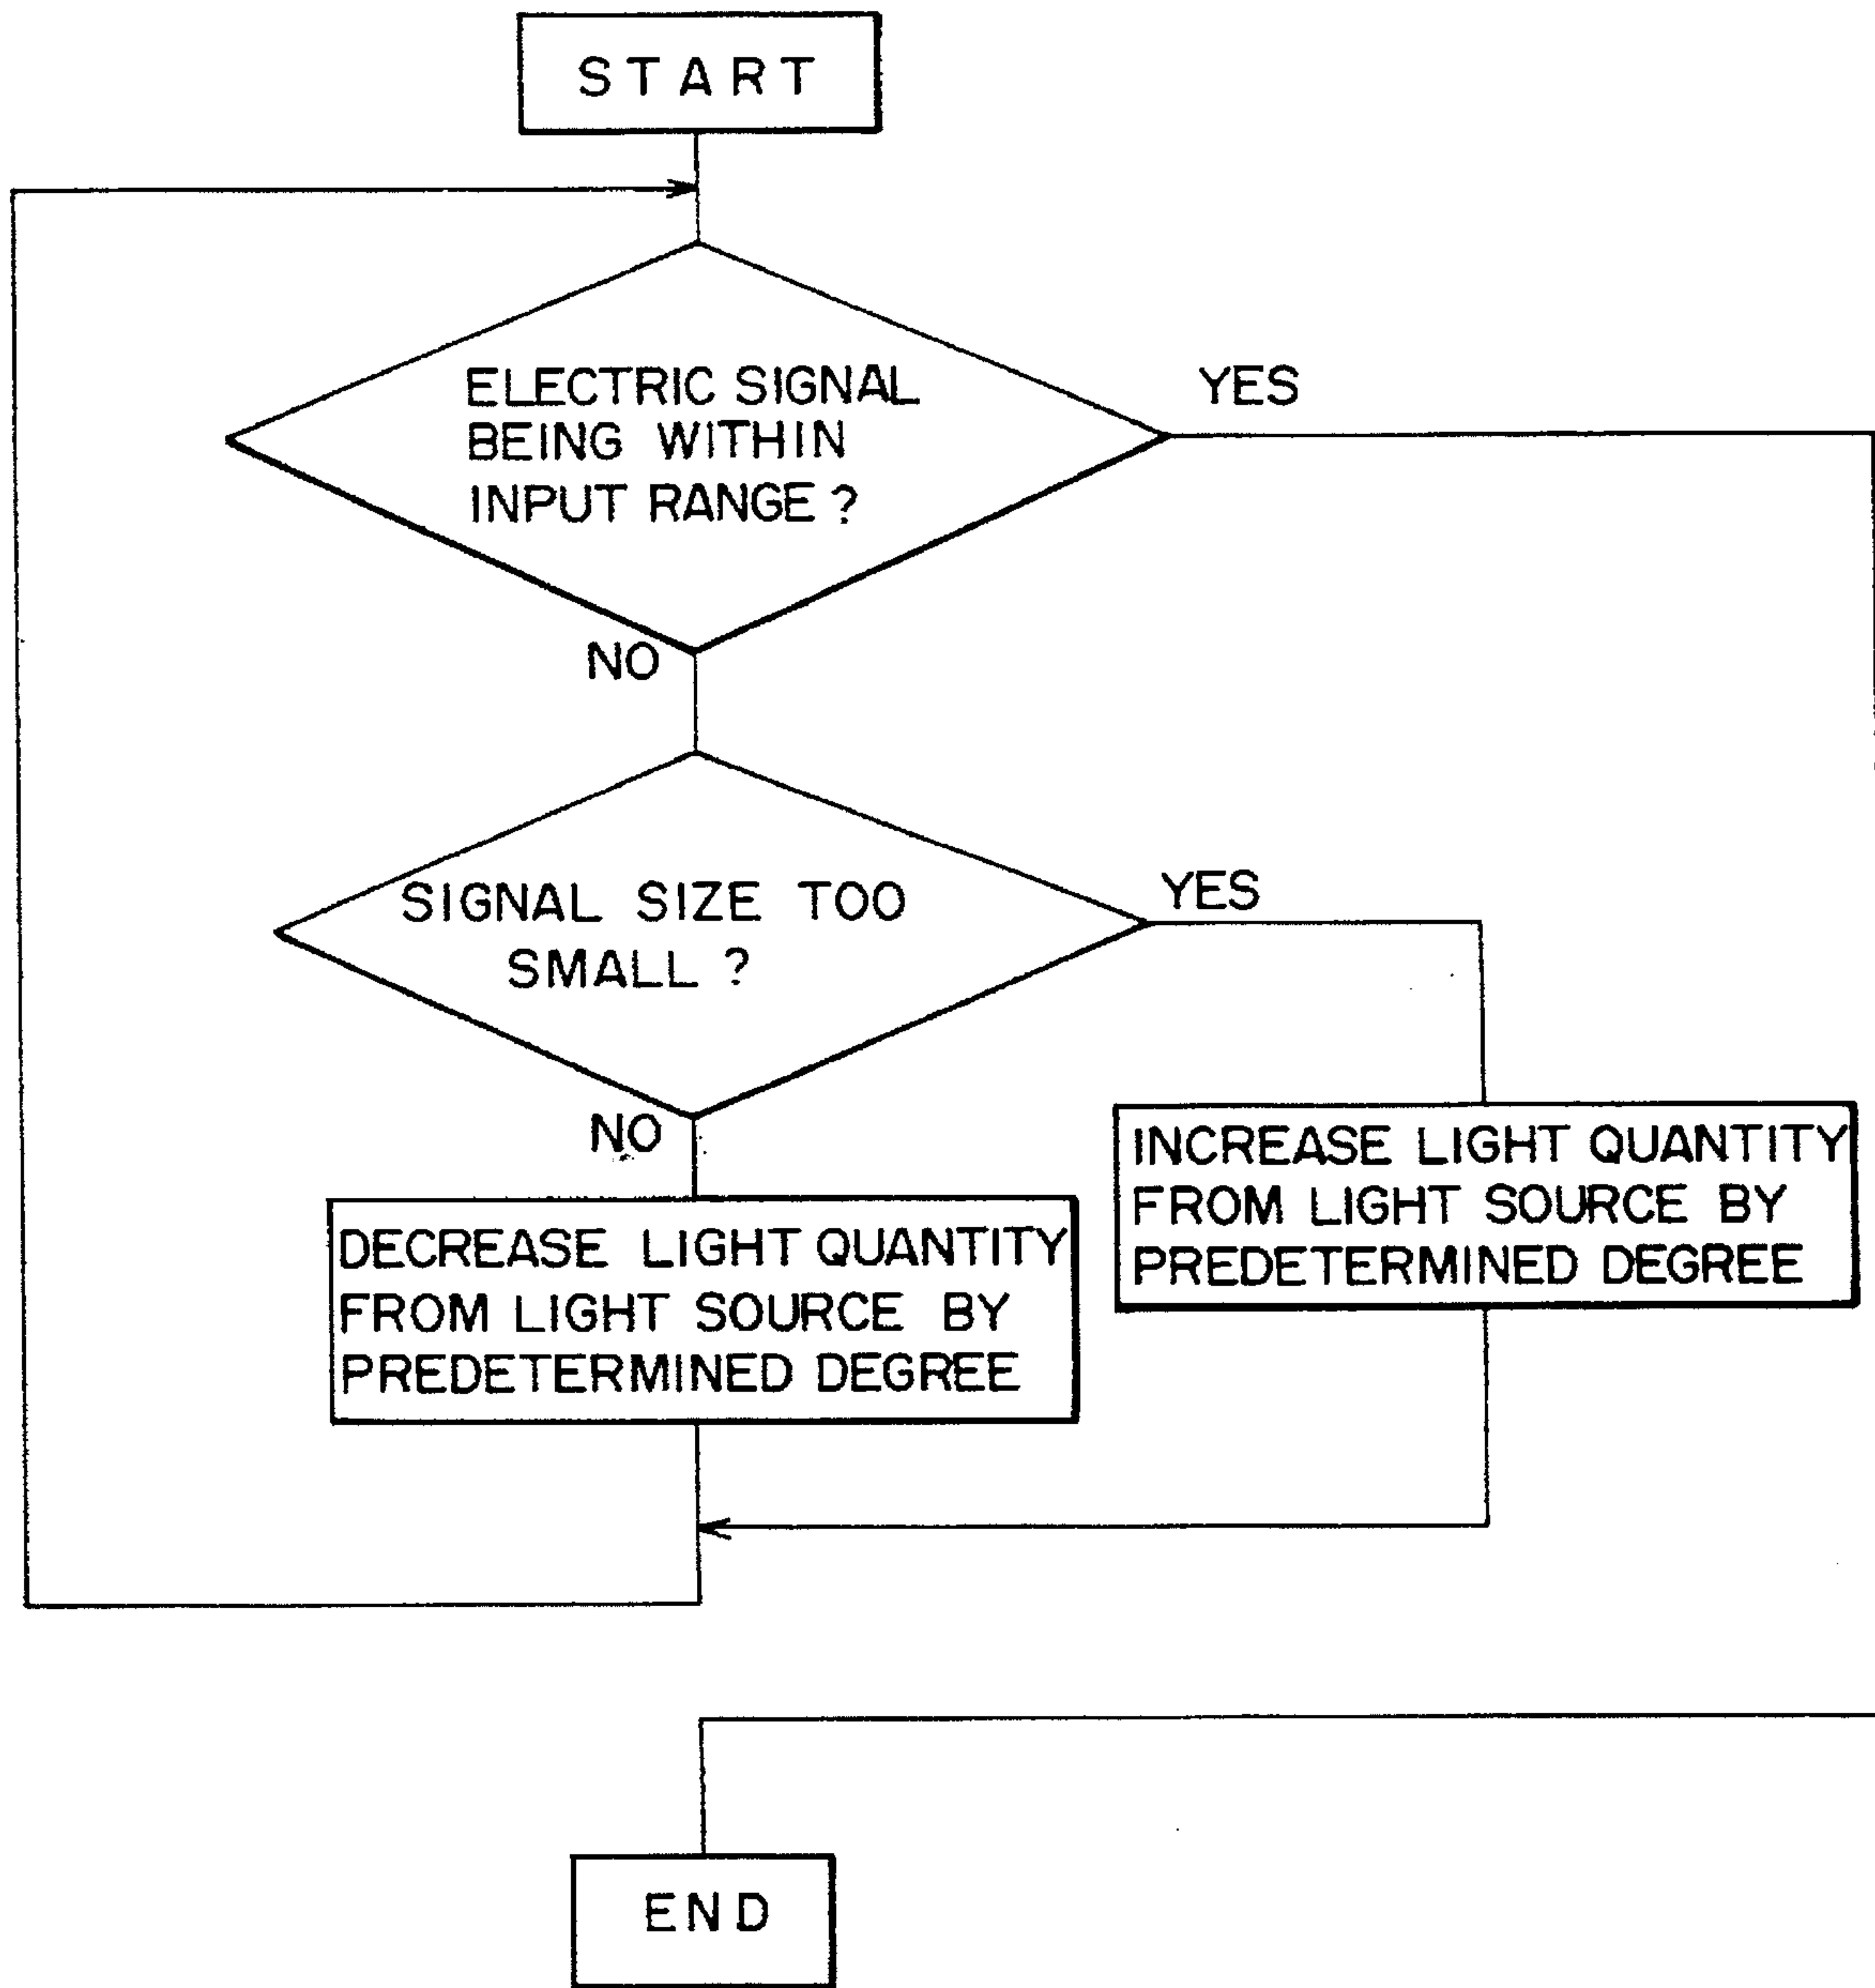 START
ELECTRIC SIGNAL
BEING WITHIN
INPUT RANGE ?
YES
NO
SIGNAL SIZE TOO
SMALL ?
YES
NO
INCREASE LIGHT QUANTITY
FROM LIGHT SOURCE BY
PREDETERMINED DEGREE
DECREASE LIGHT QUANTITY
FROM LIGHT SOURCE BY
PREDETERMINED DEGREE
END